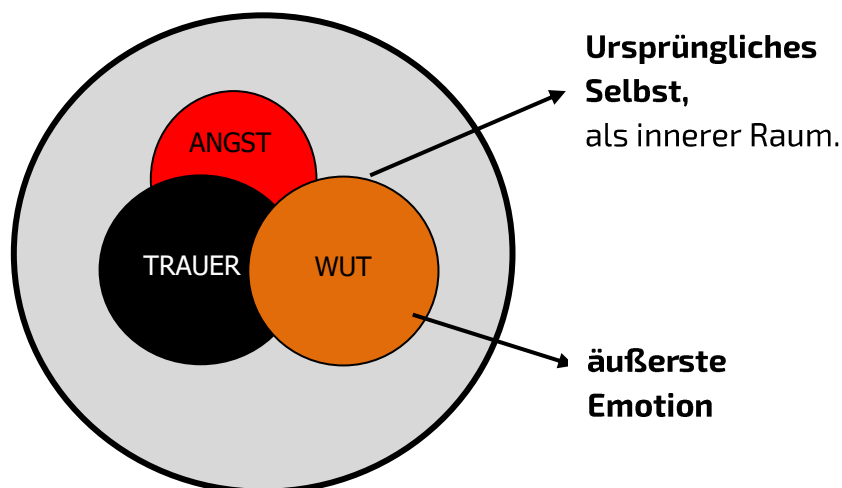 Ursprüngliches
Selbst,
als innerer Raum.
ANGST
TRAUER
WUT
äußerste
Emotion